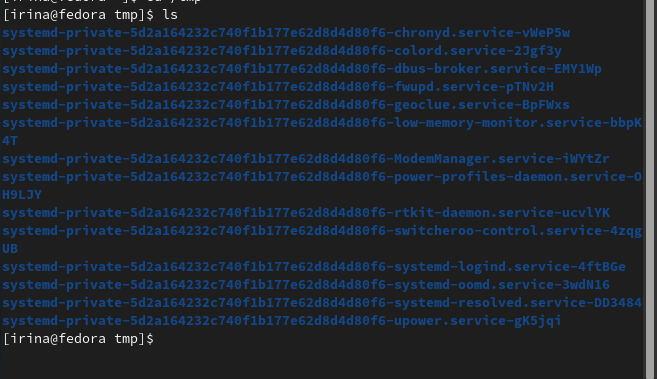 [irina@fedora tmp]$ ls
systemd-private-5d2a164232c740f1b177e62d8d4d80f6-chronyd.service-vWeP5w
systemd-private-5d2a164232c740f1b177e62d8d4d80f6-colord.service-2Jgf3y
systemd-private-5d2a164232c740f1b177e62d8d4d80f6-dbus-broker.service-EMY1Wp
systemd-private-5d2a164232c740f1b177e62d8d4d80f6-fwupd.service-pTNv2H
systemd-private-5d2a164232c740f1b177e62d8d4d80f6-geoclue.service-BpFWxs
systemd-private-5d2a164232c740f1b177e62d8d4d80f6-low-memory-monitor.service-bbpK
4T
systemd-private-5d2a164232c740f1b177e62d8d4d80f6-ModemManager.service-iWYtZr
systemd-private-5d2a164232c740f1b177e62d8d4d80f6-power-profiles-daemon.service-O
H9LJY
systemd-private-5d2a164232c740f1b177e62d8d4d80f6-rtkit-daemon.service-ucvlYK
systemd-private-5d2a164232c740f1b177e62d8d4d80f6-switcheroo-control.service-4zqg
UB
systemd-private-5d2a164232c740f1b177e62d8d4d80f6-systemd-logind.service-4ftBGe
systemd-private-5d2a164232c740f1b177e62d8d4d80f6-systemd-oomd.service-3wdN16
systemd-private-5d2a164232c740f1b177e62d8d4d80f6-systemd-resolved.service-DD3484
systemd-private-5d2a164232c740f1b177e62d8d4d80f6-upower.service-gK5jqi
[irina@fedora tmp]$